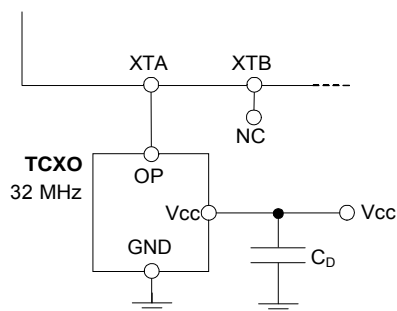 XTA
XTB
NC
TCXO
32 MHz
OP
Vcc
Vcc
GND
CD